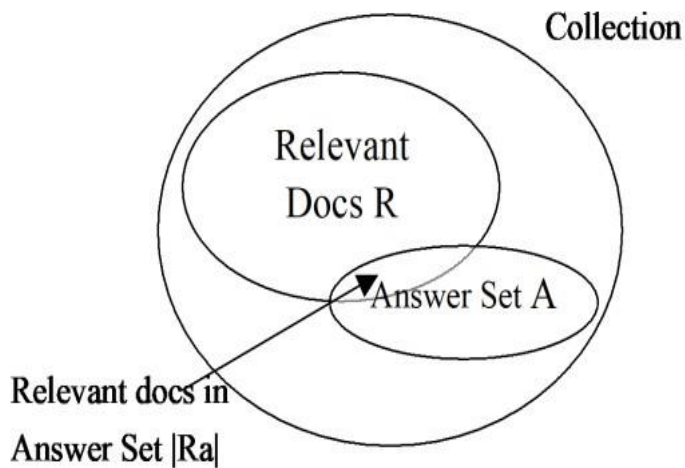 Collection
Relevant
Docs R
Answer Set A
Relevant docs in
Answer Set |Ra|